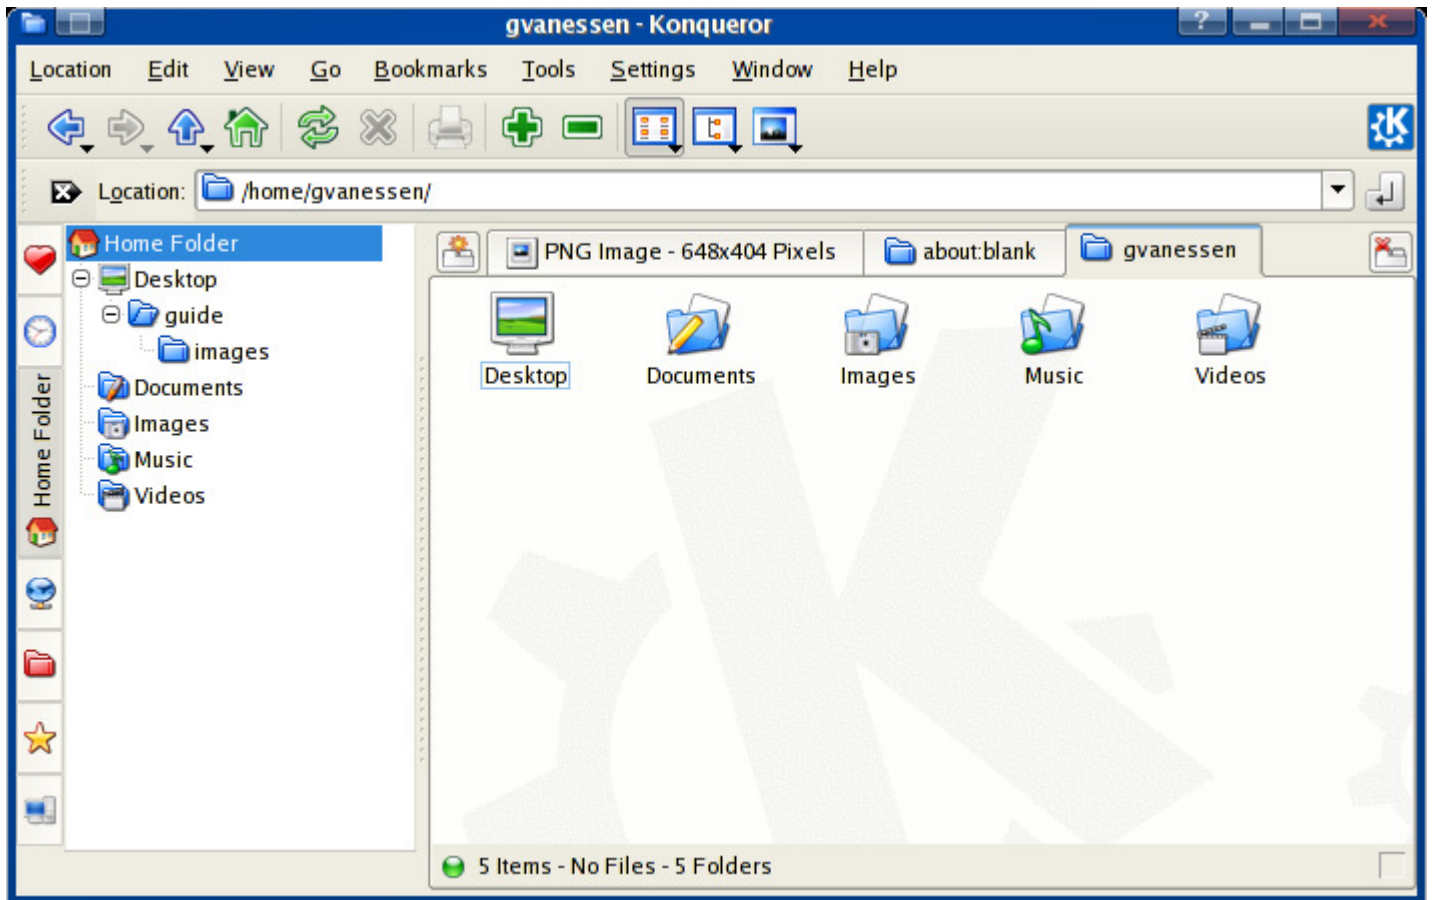 gvanessen - Konqueror
Location Edit View Go Bookmarks Tools Settings Window Help
Location: /home/gvanessen/
Home Folder
Desktop
guide
images
Documents
Images
Music
Videos
Home Folder
PNG Image - 648x404 Pixels about:blank gvanessen
Desktop Documents Images Music Videos
5 Items - No Files - 5 Folders